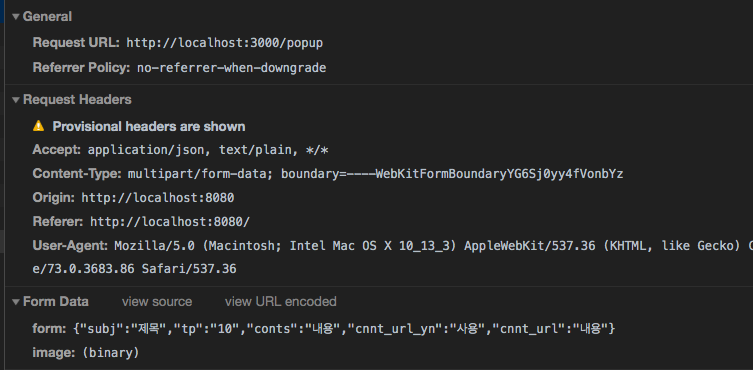 General
Request URL: http://localhost:3000/popup
Referrer Policy: no-referrer-when-downgrade
Request Headers
Provisional headers are shown
Accept: application/json, text/plain, */*
Content-Type: multipart/form-data; boundary=----WebKitFormBoundaryYG6Sj0yy4fVonbYz
Origin: http://localhost:8080
Referer: http://localhost:8080/
User-Agent: Mozilla/5.0 (Macintosh; Intel Mac OS X 10_13_3) AppleWebKit/537.36 (KHTML, like Gecko) C
e/73.0.3683.86 Safari/537.36
Form Data view source view URL encoded
form: {"subj":"제목","tp":"10","conts":"내용","cnnt_url_yn":"사용","cnnt_url":"내용"}
image: (binary)